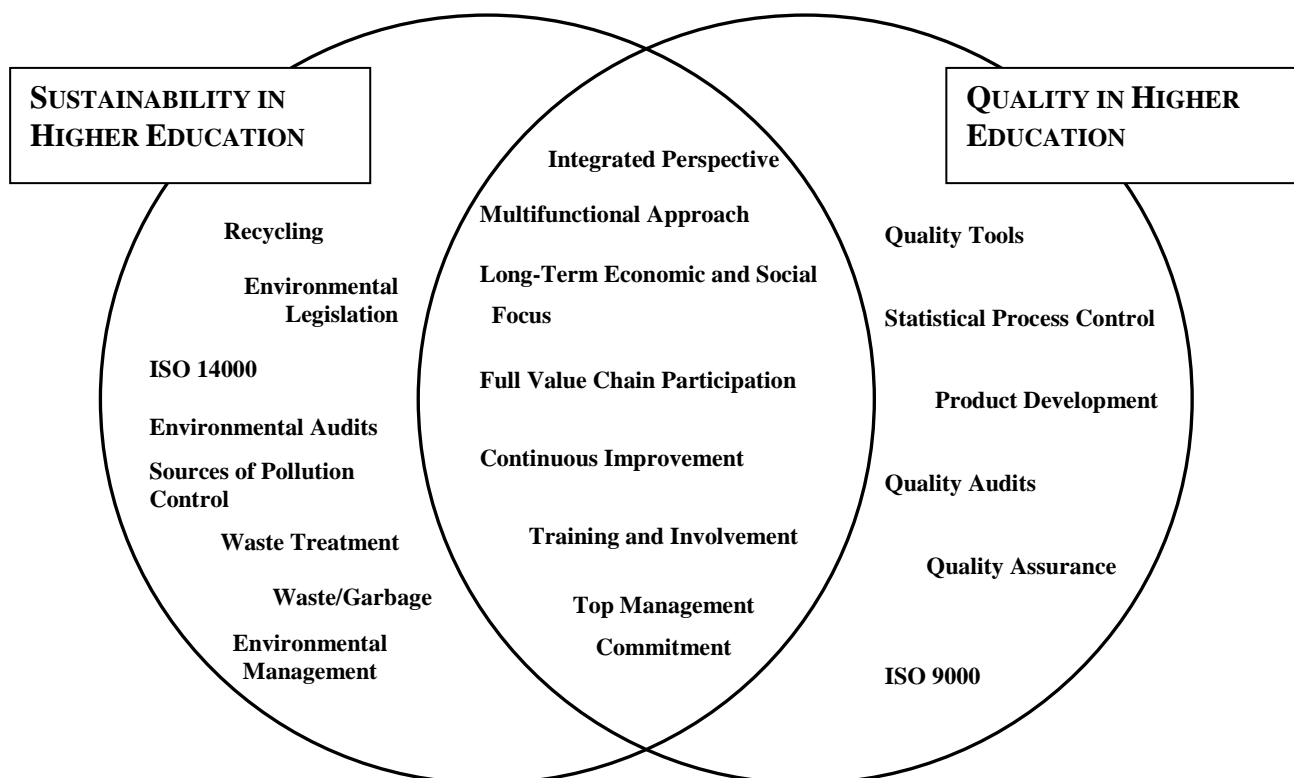 SUSTAINABILITY IN
HIGHER EDUCATION
Recycling
Environmental
Legislation
ISO 14000
Environmental Audits
Sources of Pollution
Control
Waste Treatment
Waste/Garbage
Environmental
Management
Integrated Perspective
Multifunctional Approach
Long-Term Economic and Social
Focus
Full Value Chain Participation
Continuous Improvement
Training and Involvement
Top Management
Commitment
QUALITY IN HIGHER
EDUCATION
Quality Tools
Statistical Process Control
Product Development
Quality Audits
Quality Assurance
ISO 9000